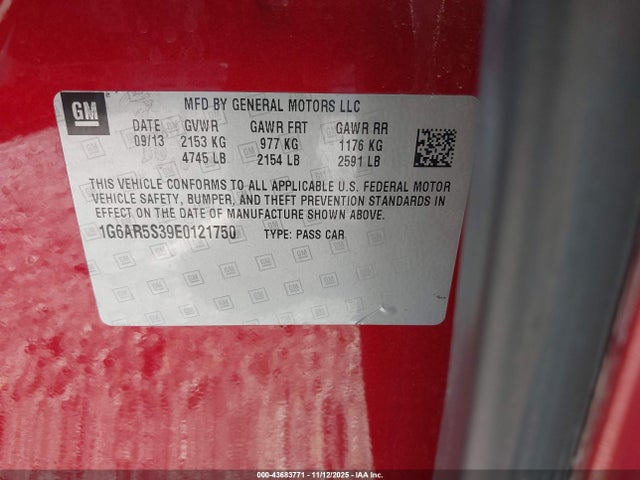 GM
MFD BY GENERAL MOTORS LLC
DATE GVWR GAWR FRT GAWR RR
09/13 2153 KG 977 KG 1176 KG
4745 LB 2154 LB 2591 LB
THIS VEHICLE CONFORMS TO ALL APPLICABLE U.S. FEDERAL MOTOR
VEHICLE SAFETY, BUMPER, AND THEFT PREVENTION STANDARDS IN
EFFECT ON THE DATE OF MANUFACTURE SHOWN ABOVE.
1G6AR5S39E0121750 TYPE: PASS CAR
000-43683771 - 11/12/2025 - IAA Inc.